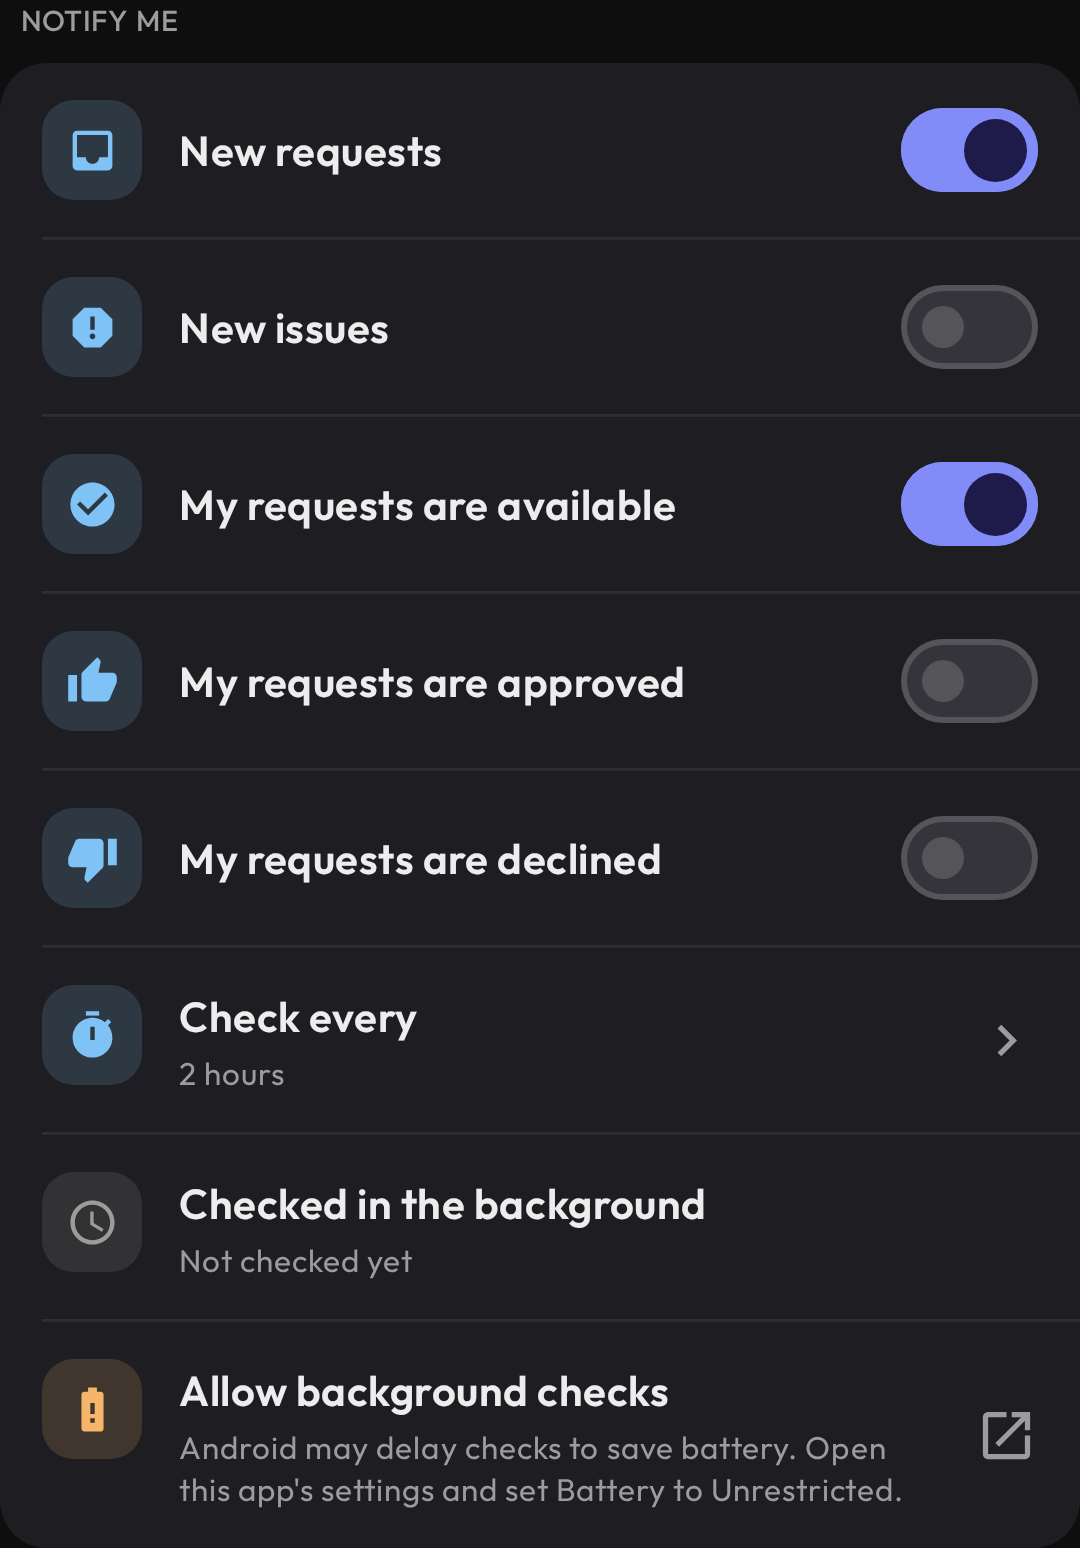 NOTIFY ME
New requests
New issues
My requests are available
My requests are approved
My requests are declined
Check every
2 hours
Checked in the background
Not checked yet
Allow background checks
Android may delay checks to save battery. Open
this app's settings and set Battery to Unrestricted.